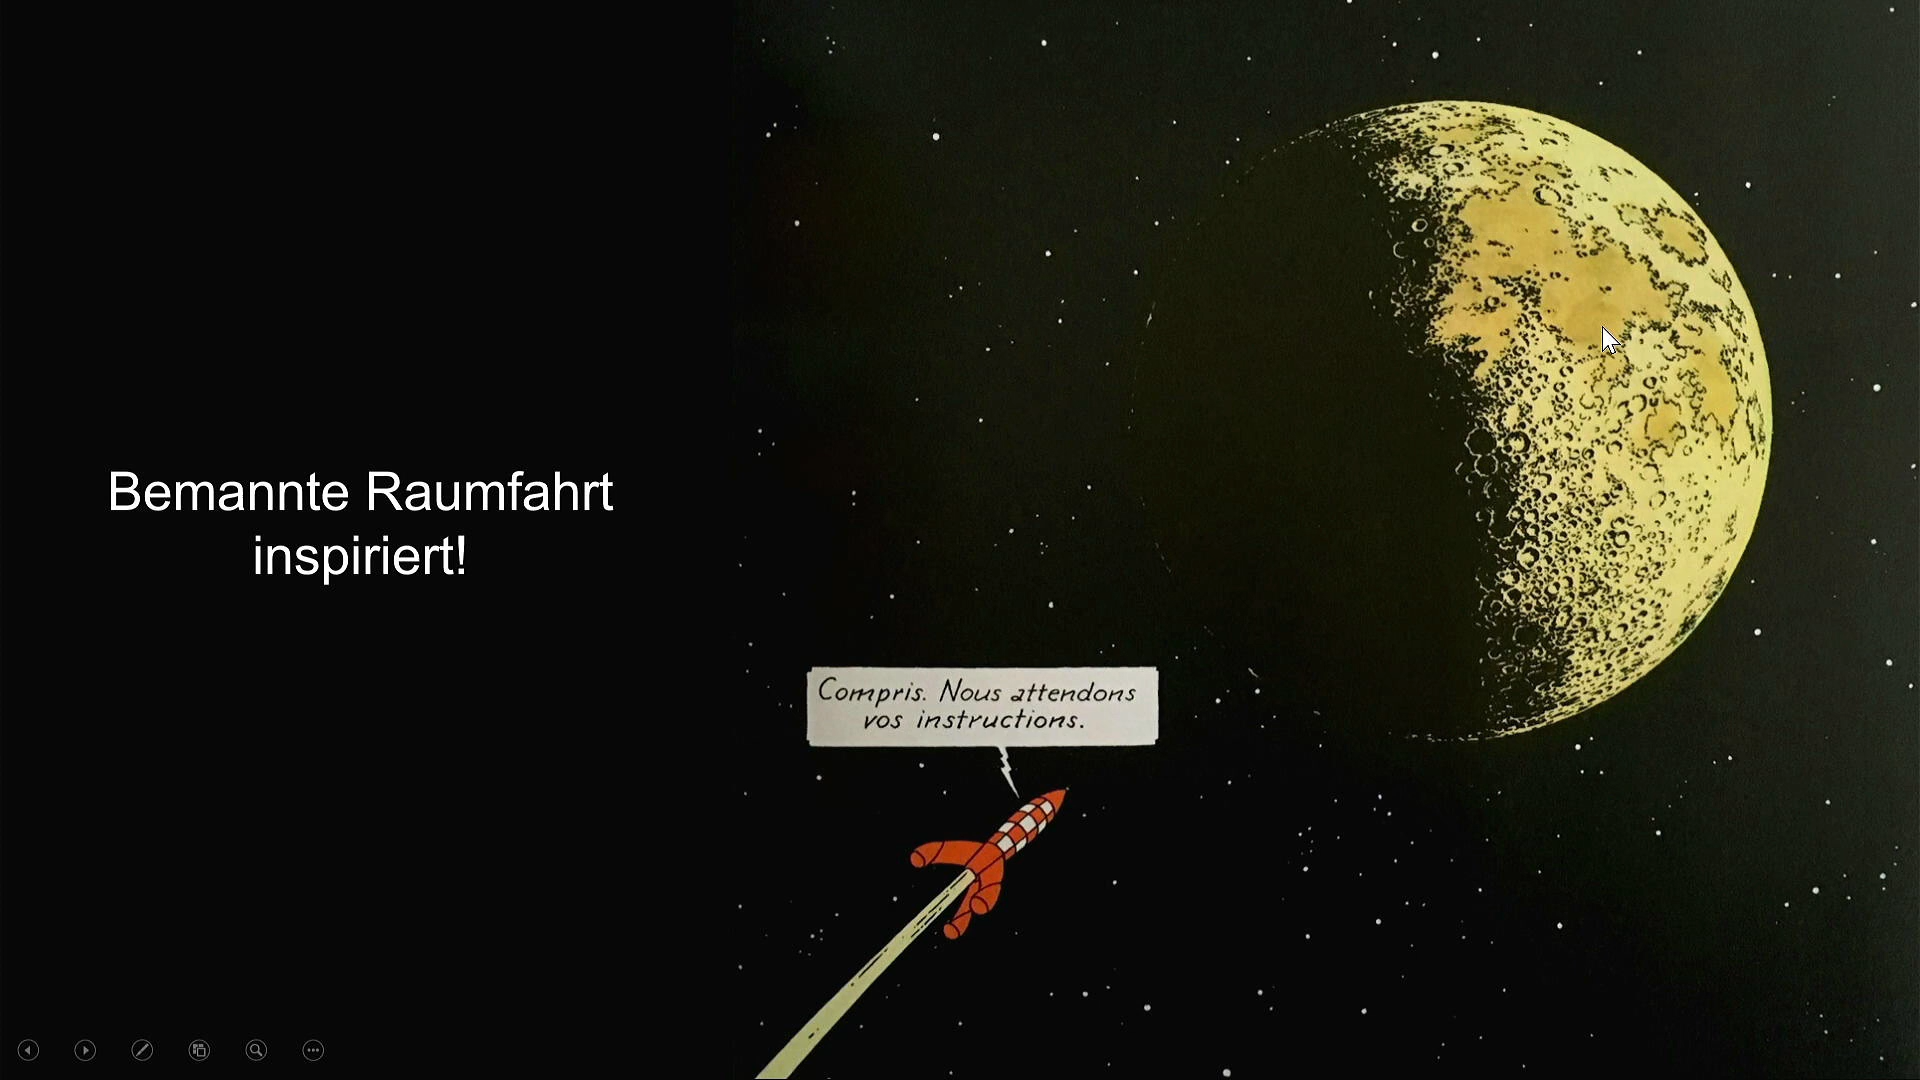 Bemannte Raumfahrt
inspiriert!
Compris. Nous attendons
vos instructions.